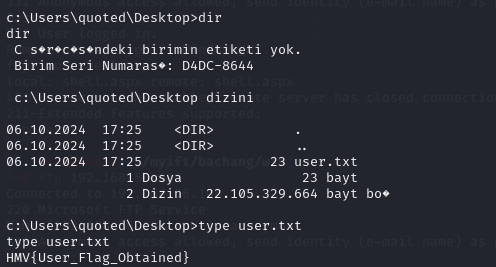 c:\Users\quoted\Desktop>dir
dir
 C s�r�c�s�ndeki birimin etiketi yok.
 Birim Seri Numaras�: D4DC-8644

 c:\Users\quoted\Desktop dizini

06.10.2024  17:25    <DIR>          .
06.10.2024  17:25    <DIR>          ..
06.10.2024  17:25                23 user.txt
               1 Dosya               23 bayt
               2 Dizin   22.105.329.664 bayt bo�

c:\Users\quoted\Desktop>type user.txt
type user.txt
HMV{User_Flag_Obtained}